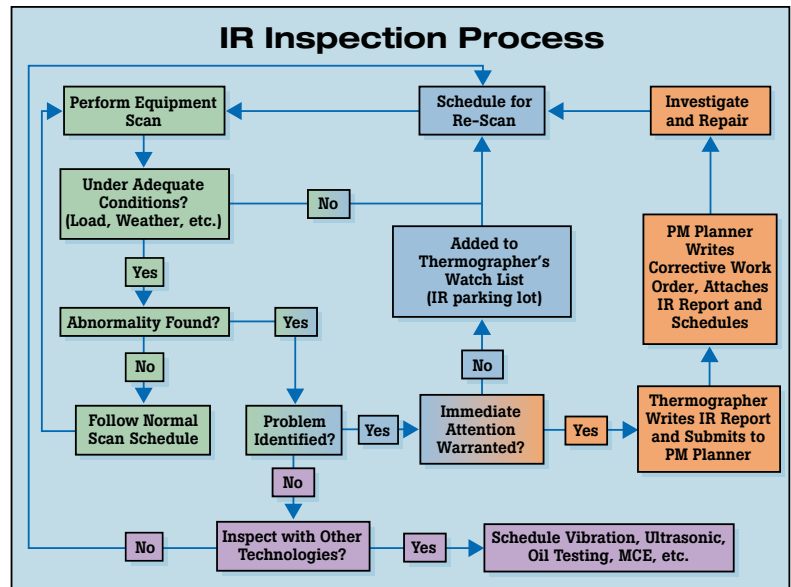 IR Inspection Process
Perform Equipment
Scan
Schedule for
Re-Scan
Investigate
and Repair
Under Adequate
Conditions?
(Load, Weather, etc.)
No
Added to
Thermographer's
Watch List
(IR parking lot)
PM Planner
Writes
Corrective Work
Order, Attaches
IR Report and
Schedules
Yes
Abnormality Found?
Yes
No
No
Follow Normal
Scan Schedule
Problem
Identified?
Yes
Immediate
Attention
Warranted?
Yes
Thermographer
Writes IR Report
and Submits to
PM Planner
No
No
Inspect with Other
Technologies?
Yes
Schedule Vibration, Ultrasonic,
Oil Testing, MCE, etc.